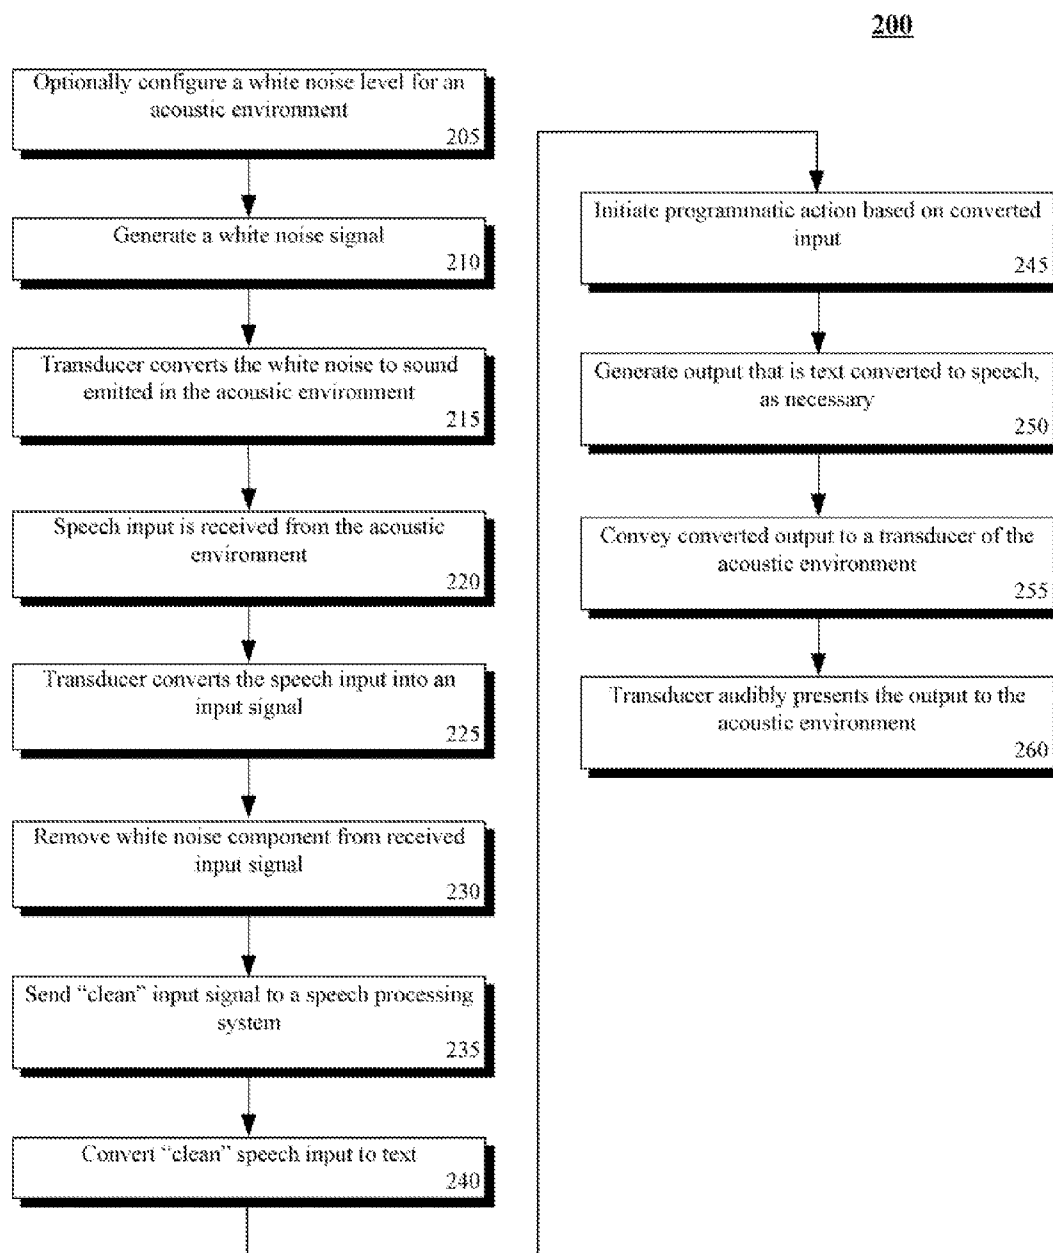 200
Optionally configure a white noise level for an
acoustic environment
205
Generate a white noise signal
210
Transducer converts the white noise to sound
emitted in the acoustic environment
215
Speech input is received from the acoustic
environment
220
Transducer converts the speech input into an
input signal
225
Remove white noise component from received
input signal
230
Send “clean” input signal to a speech processing
system
235
Convert “clean” speech input to text
240
Initiate programmatic action based on converted
input
245
Generate output that is text converted to speech,
as necessary
250
Convey converted output to a transducer of the
acoustic environment
255
Transducer audibly presents the output to the
acoustic environment
260